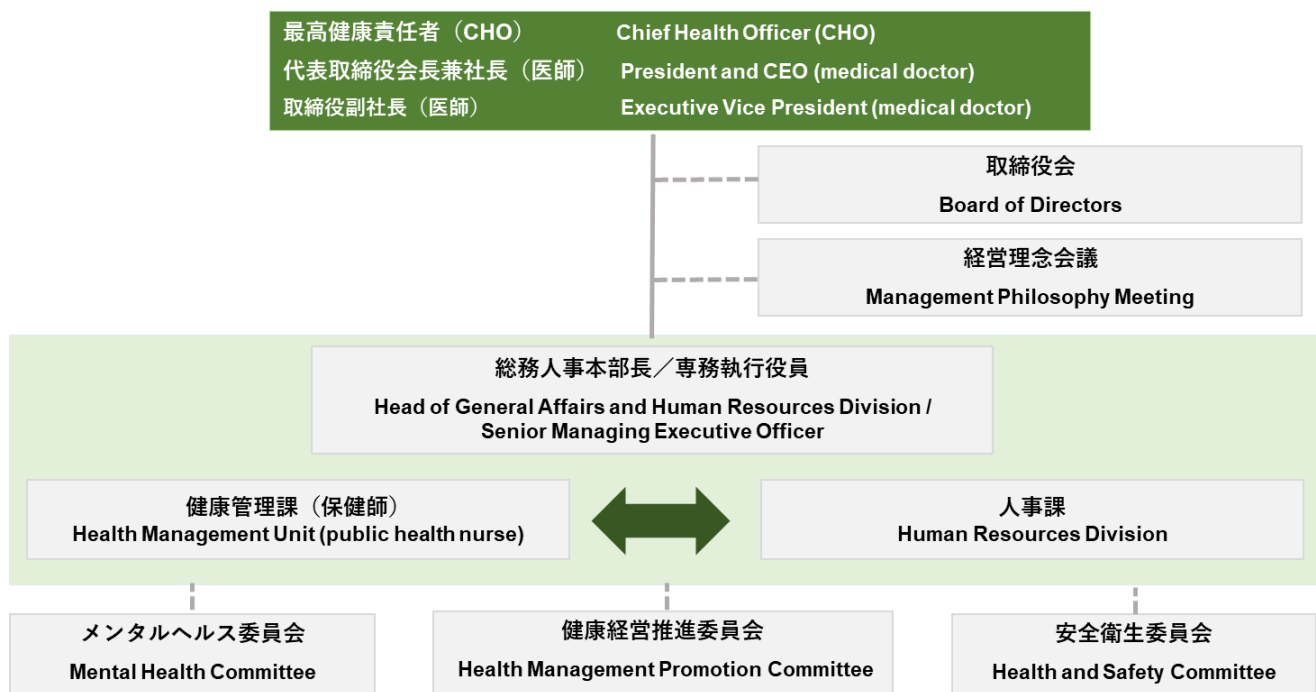 最高健康責任者（CHO） Chief Health Officer (CHO)
代表取締役会長兼社長（医師） President and CEO (medical doctor)
取締役副社長（医師） Executive Vice President (medical doctor)
取締役会
Board of Directors
経営理念会議
Management Philosophy Meeting
総務人事本部長／専務執行役員
Head of General Affairs and Human Resources Division /
Senior Managing Executive Officer
健康管理課（保健師）
Health Management Unit (public health nurse)
人事課
Human Resources Division
メンタルヘルス委員会
Mental Health Committee
健康経営推進委員会
Health Management Promotion Committee
安全衛生委員会
Health and Safety Committee